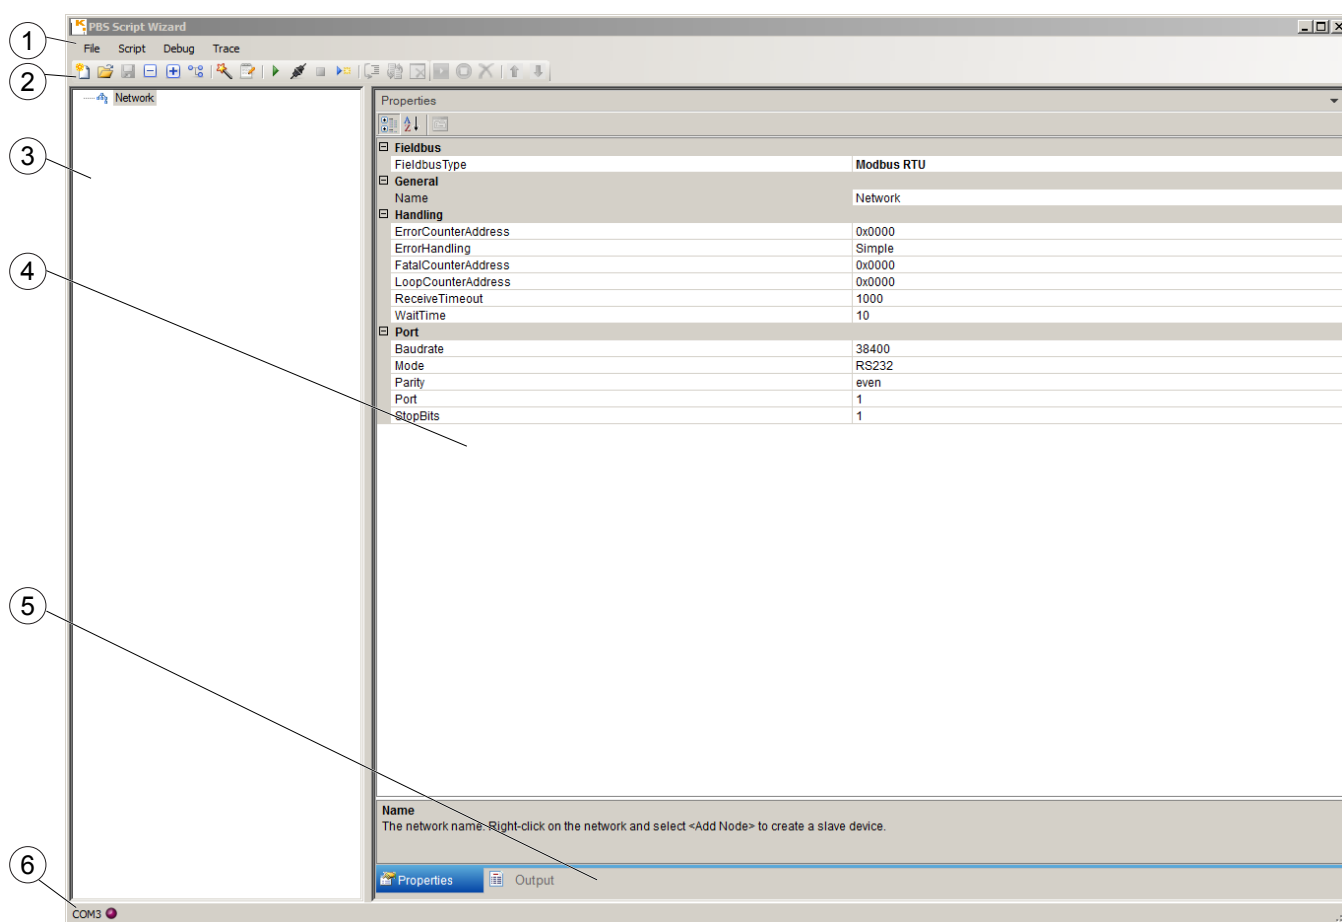 PBS Script Wizard
1
File Script Debug Trace
2
Network
Properties
3
Fieldbus
FieldbusType Modbus RTU
General
Name Network
Handling
ErrorCounterAddress 0x0000
ErrorHandling Simple
4
FatalCounterAddress 0x0000
LoopCounterAddress 0x0000
ReceiveTimeout 1000
WaitTime 10
Port
Baudrate 38400
Mode RS232
Parity even
Port 1
StopBits 1
5
Name
The network name. Right-click on the network and select <Add Node> to create a slave device.
6
Properties Output
COM3